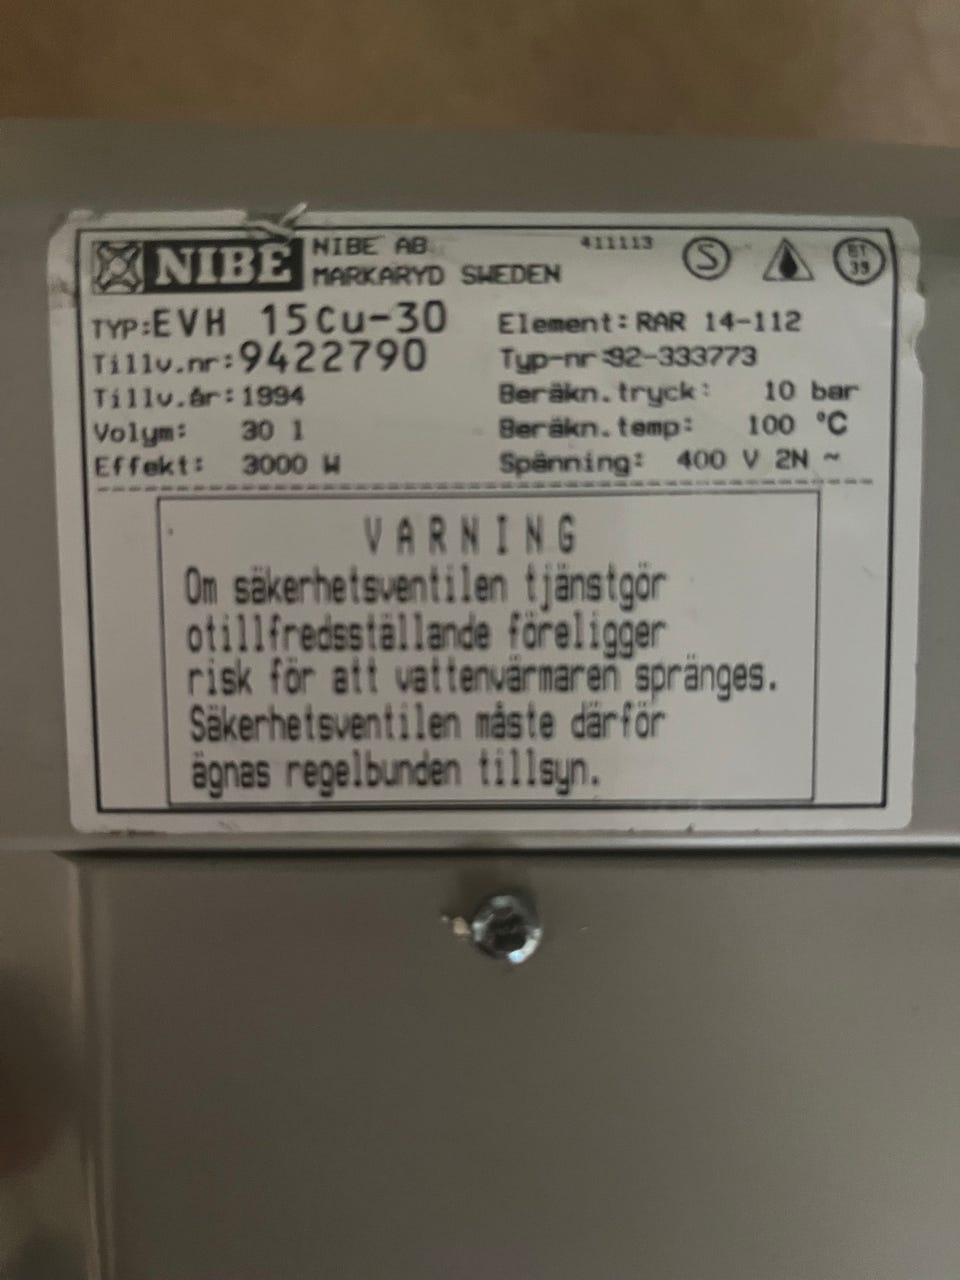 NIBE NIBE AB 411113 S ET 39
MARKARYD SWEDEN
TYP:EVH 15Cu-30 Element: RAR 14-112
Tillv.nr:9422790 Typ-nr:92-333773
Tillv.år:1994 Beräkn.tryck: 10 bar
Volym: 30 l Beräkn.temp: 100 °C
Effekt: 3000 W Spänning: 400 V 2N ~
VARNING
Om säkerhetsventilen tjänstgör
otillfredsställande föreligger
risk för att vattenvärmaren spränges.
Säkerhetsventilen måste därför
ägnas regelbunden tillsyn.